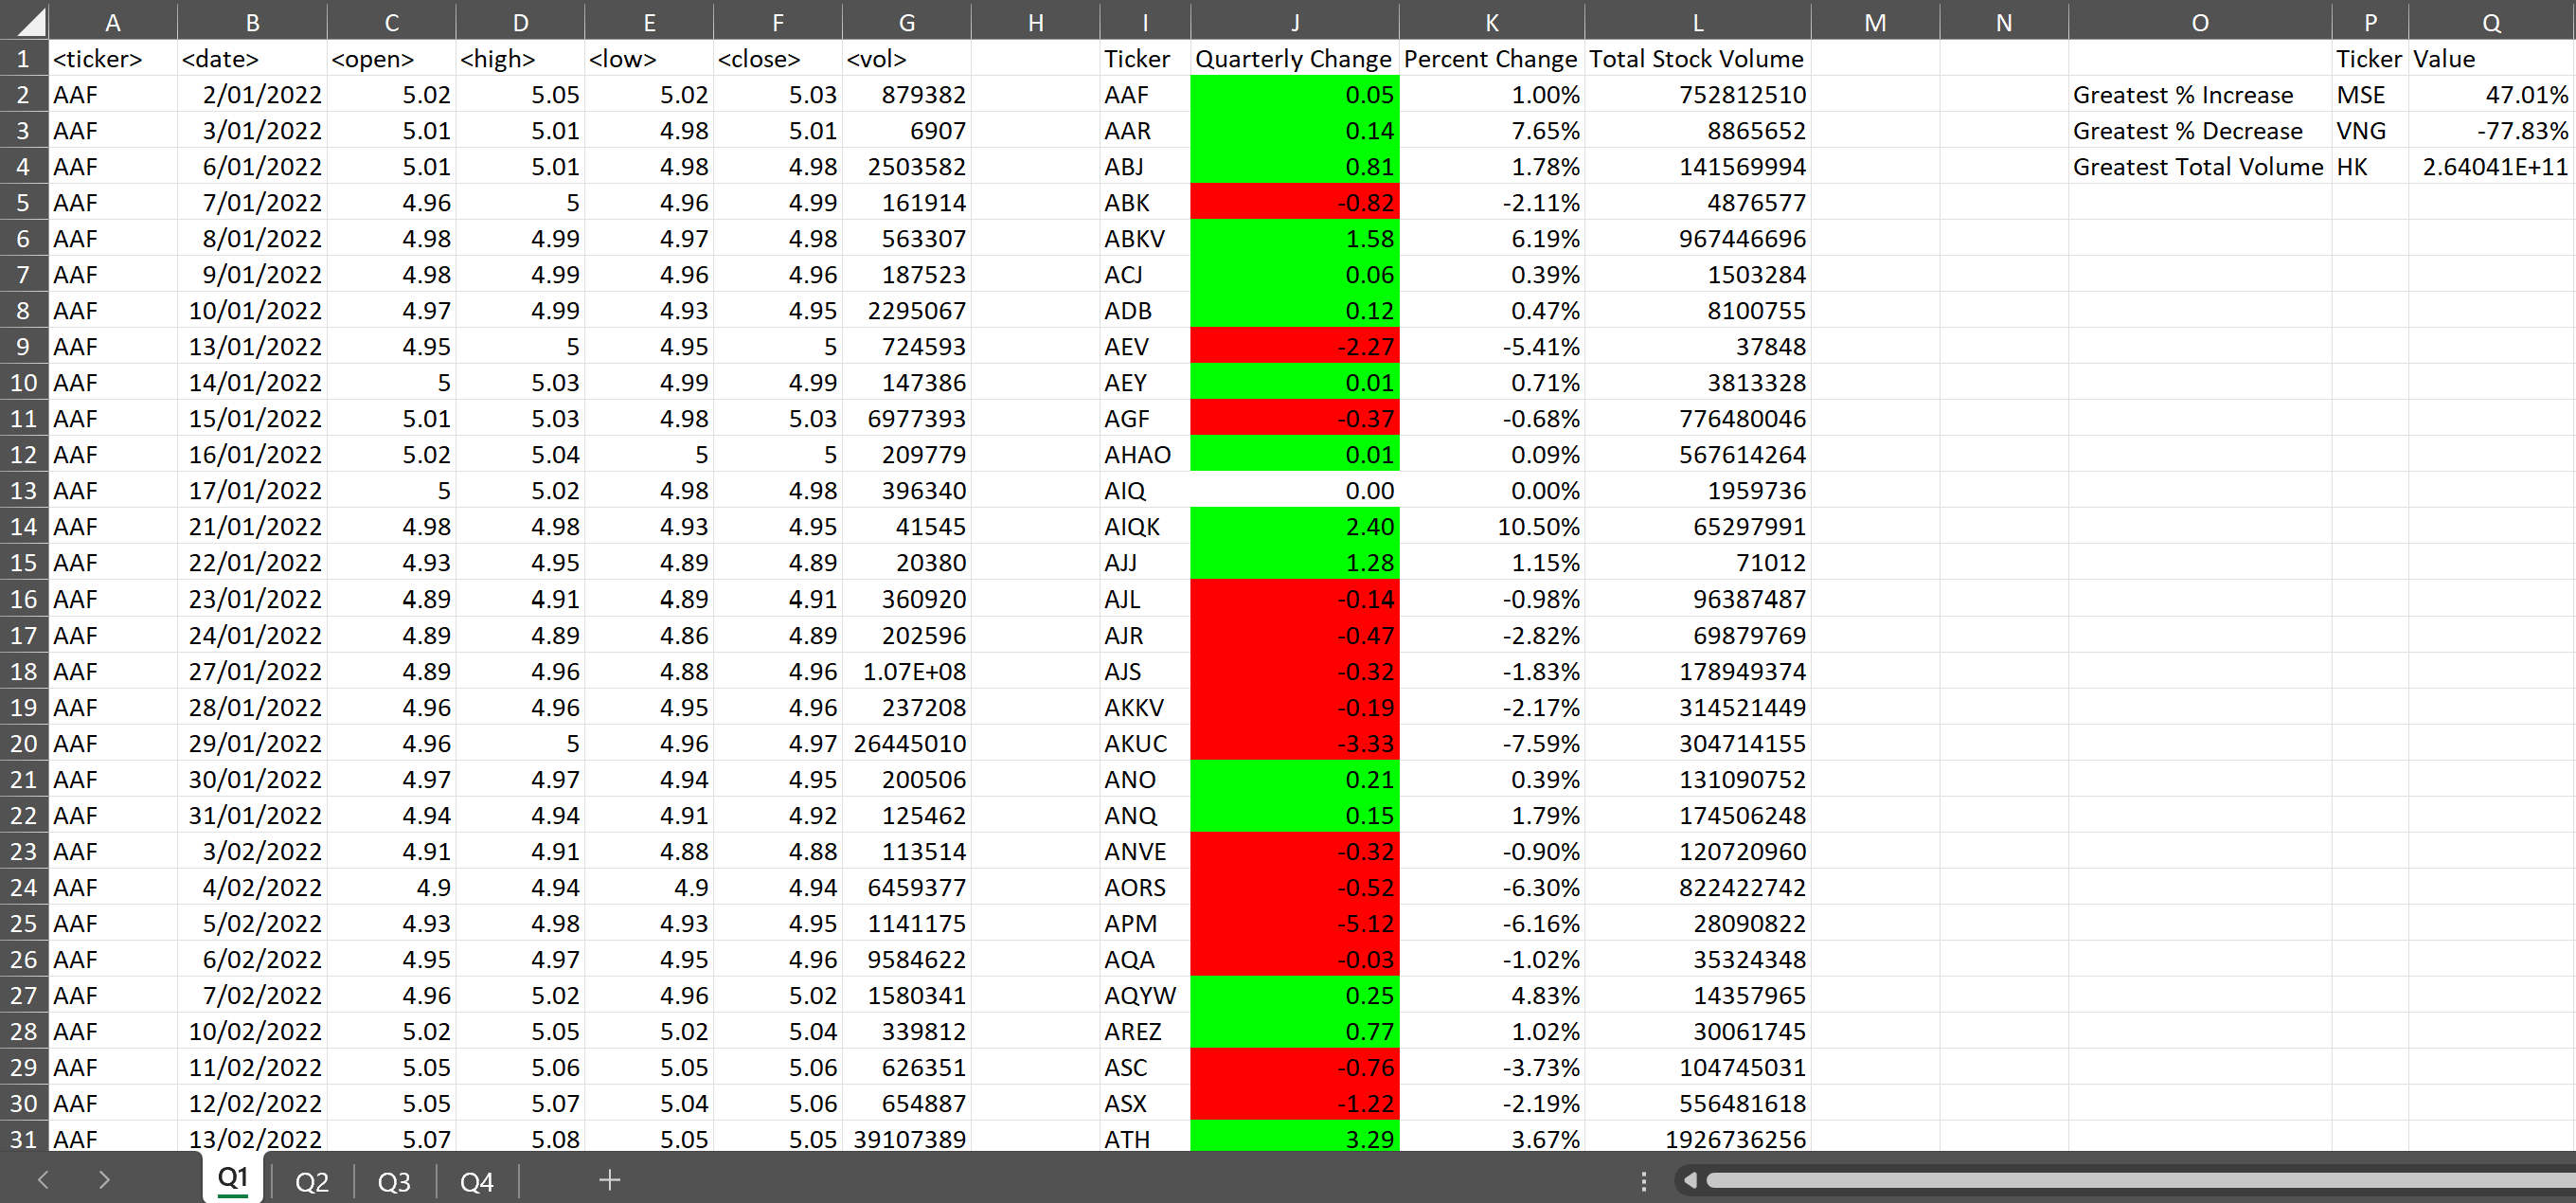 A B C D E F G H I J K L M N O P Q
1 <ticker> <date> <open> <high> <low> <close> <vol> Ticker Quarterly Change Percent Change Total Stock Volume Ticker Value
2 AAF 2/01/2022 5.02 5.05 5.02 5.03 879382 AAF 0.05 1.00% 752812510 Greatest % Increase MSE 47.01%
3 AAF 3/01/2022 5.01 5.01 4.98 5.01 6907 AAR 0.14 7.65% 8865652 Greatest % Decrease VNG -77.83%
4 AAF 6/01/2022 5.01 5.01 4.98 4.98 2503582 ABJ 0.81 1.78% 141569994 Greatest Total Volume HK 2.64041E+11
5 AAF 7/01/2022 4.96 5 4.96 4.99 161914 ABK -0.82 -2.11% 4876577
6 AAF 8/01/2022 4.98 4.99 4.97 4.98 563307 ABKV 1.58 6.19% 967446696
7 AAF 9/01/2022 4.98 4.99 4.96 4.96 187523 ACJ 0.06 0.39% 1503284
8 AAF 10/01/2022 4.97 4.99 4.93 4.95 2295067 ADB 0.12 0.47% 8100755
9 AAF 13/01/2022 4.95 5 4.95 5 724593 AEV -2.27 -5.41% 37848
10 AAF 14/01/2022 5 5.03 4.99 4.99 147386 AEY 0.01 0.71% 3813328
11 AAF 15/01/2022 5.01 5.03 4.98 5.03 6977393 AGF -0.37 -0.68% 776480046
12 AAF 16/01/2022 5.02 5.04 5 5 209779 AHAO 0.01 0.09% 567614264
13 AAF 17/01/2022 5 5.02 4.98 4.98 396340 AIQ 0.00 0.00% 1959736
14 AAF 21/01/2022 4.98 4.98 4.93 4.95 41545 AIQK 2.40 10.50% 65297991
15 AAF 22/01/2022 4.93 4.95 4.89 4.89 20380 AJJ 1.28 1.15% 71012
16 AAF 23/01/2022 4.89 4.91 4.89 4.91 360920 AJL -0.14 -0.98% 96387487
17 AAF 24/01/2022 4.89 4.89 4.86 4.89 202596 AJR -0.47 -2.82% 69879769
18 AAF 27/01/2022 4.89 4.96 4.88 4.96 1.07E+08 AJS -0.32 -1.83% 178949374
19 AAF 28/01/2022 4.96 4.96 4.95 4.96 237208 AKKV -0.19 -2.17% 314521449
20 AAF 29/01/2022 4.96 5 4.96 4.97 26445010 AKUC -3.33 -7.59% 304714155
21 AAF 30/01/2022 4.97 4.97 4.94 4.95 200506 ANO 0.21 0.39% 131090752
22 AAF 31/01/2022 4.94 4.94 4.91 4.92 125462 ANQ 0.15 1.79% 174506248
23 AAF 3/02/2022 4.91 4.91 4.88 4.88 113514 ANVE -0.32 -0.90% 120720960
24 AAF 4/02/2022 4.9 4.94 4.9 4.94 6459377 AORS -0.52 -6.30% 822422742
25 AAF 5/02/2022 4.93 4.98 4.93 4.95 1141175 APM -5.12 -6.16% 28090822
26 AAF 6/02/2022 4.95 4.97 4.95 4.96 9584622 AQA -0.03 -1.02% 35324348
27 AAF 7/02/2022 4.96 5.02 4.96 5.02 1580341 AQYW 0.25 4.83% 14357965
28 AAF 10/02/2022 5.02 5.05 5.02 5.04 339812 AREZ 0.77 1.02% 30061745
29 AAF 11/02/2022 5.05 5.06 5.05 5.06 626351 ASC -0.76 -3.73% 104745031
30 AAF 12/02/2022 5.05 5.07 5.04 5.06 654887 ASX -1.22 -2.19% 556481618
31 AAF 13/02/2022 5.07 5.08 5.05 5.05 39107389 ATH 3.29 3.67% 1926736256
Q1 Q2 Q3 Q4